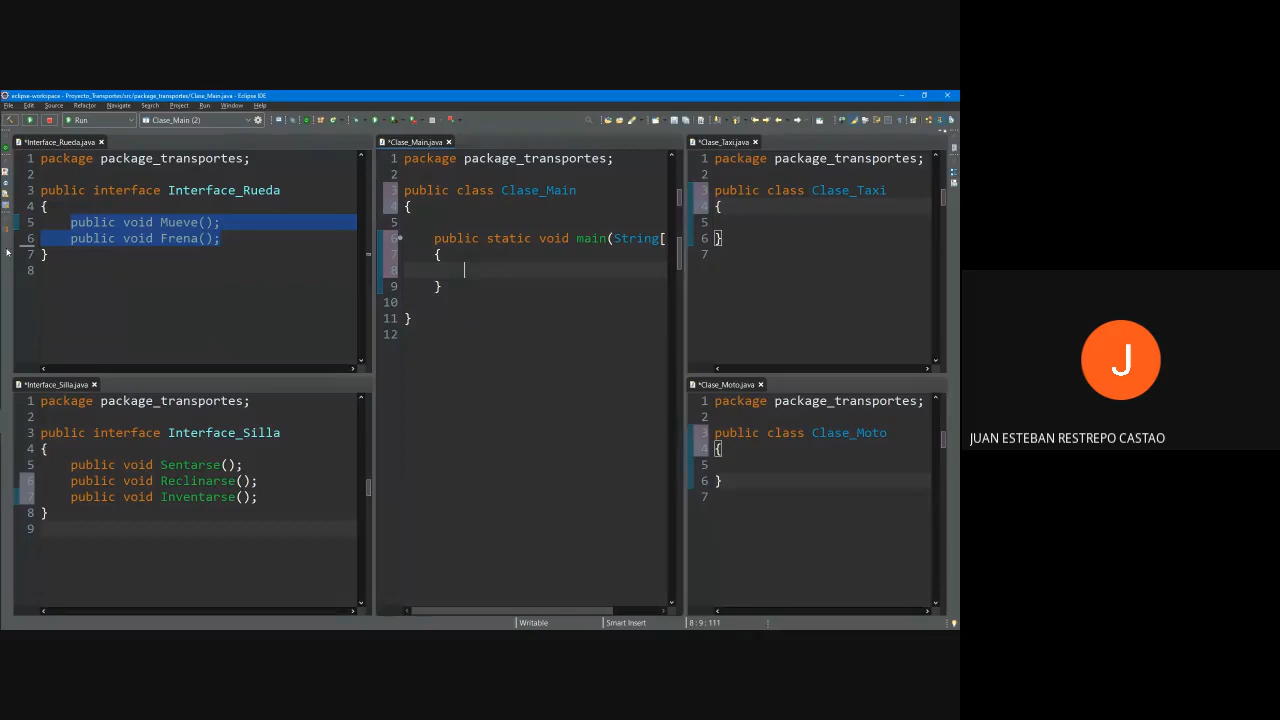 eclipse-workspace - Proyecto_Transportes/src/package_transportes/Clase_Main.java - Eclipse IDE
File Edit Source Refactor Navigate Search Project Run Window Help
Run
Clase_Main (2)
*Interface_Rueda.java
1 package package_transportes;
2
3 public interface Interface_Rueda
4 {
5 public void Mueve();
6 public void Frena();
7 }
8
*Interface_Silla.java
1 package package_transportes;
2
3 public interface Interface_Silla
4 {
5 public void Sentarse();
6 public void Reclinarse();
7 public void Inventarse();
8 }
9
*Clase_Main.java
1 package package_transportes;
2
3 public class Clase_Main
4 {
5
6 public static void main(String[
7 {
8
9 }
10
11 }
12
*Clase_Taxi.java
1 package package_transportes;
2
3 public class Clase_Taxi
4 {
5
6 }
7
*Clase_Moto.java
1 package package_transportes;
2
3 public class Clase_Moto
4 {
5
6 }
7
Writable
Smart Insert
8 : 9 : 111
J
JUAN ESTEBAN RESTREPO CASTAO